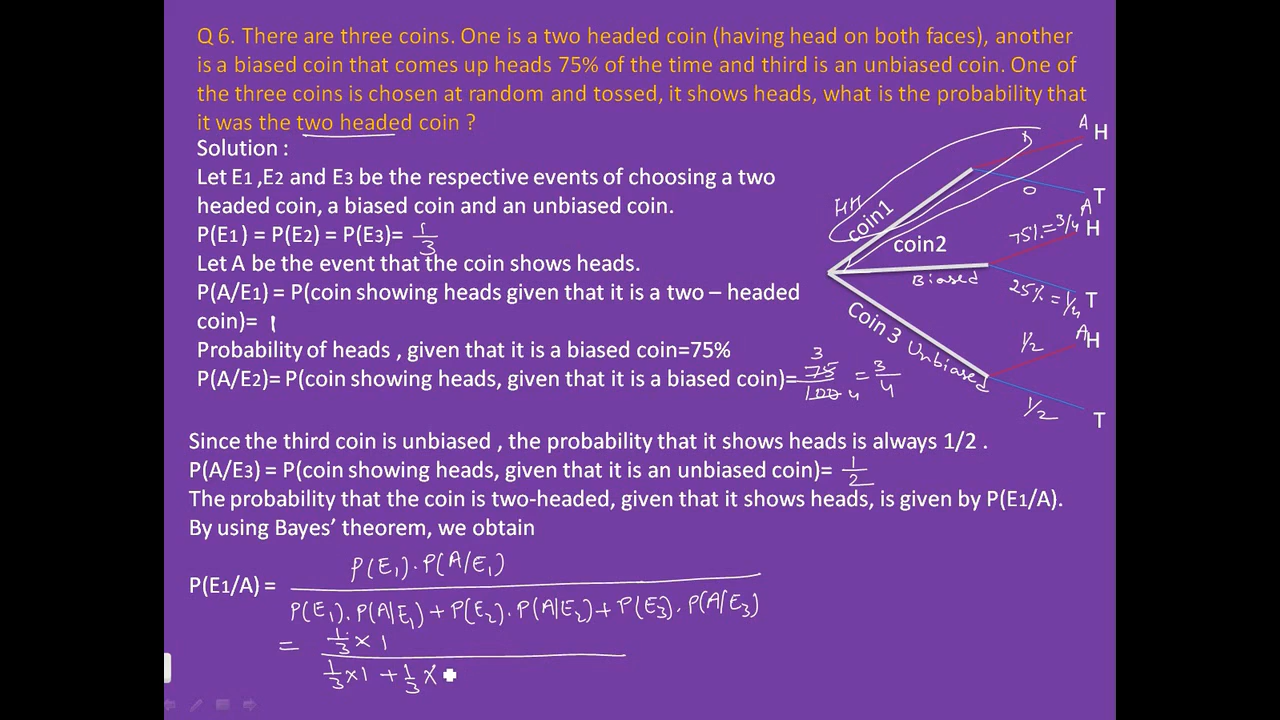 Q 6. There are three coins. One is a two headed coin (having head on both faces), another
is a biased coin that comes up heads 75% of the time and third is an unbiased coin. One of
the three coins is chosen at random and tossed, it shows heads, what is the probability that
it was the two headed coin ?
Solution :
Let E1 ,E2 and E3 be the respective events of choosing a two
headed coin, a biased coin and an unbiased coin.
P(E1 ) = P(E2) = P(E3)= 1/3
Let A be the event that the coin shows heads.
P(A/E1) = P(coin showing heads given that it is a two – headed
coin)= 1
Probability of heads , given that it is a biased coin=75%
P(A/E2)= P(coin showing heads, given that it is a biased coin)= 75/100 3 4 = 3/4
Since the third coin is unbiased , the probability that it shows heads is always 1/2 .
P(A/E3) = P(coin showing heads, given that it is an unbiased coin)= 1/2
The probability that the coin is two-headed, given that it shows heads, is given by P(E1/A).
By using Bayes’ theorem, we obtain
P(E1/A) =
P(E1) . P(A/E1)
P(E1) . P(A|E1) + P(E2) . P(A|E2) + P(E3) . P(A/E3)
= 1/3 × 1
1/3 × 1 + 1/3 ×
A H
HH coin1
0
T
A
coin2
75% = 3/4 H
Biased
25% = 1/4 T
Coin 3 Unbiased
1/2 A H
1/2
T